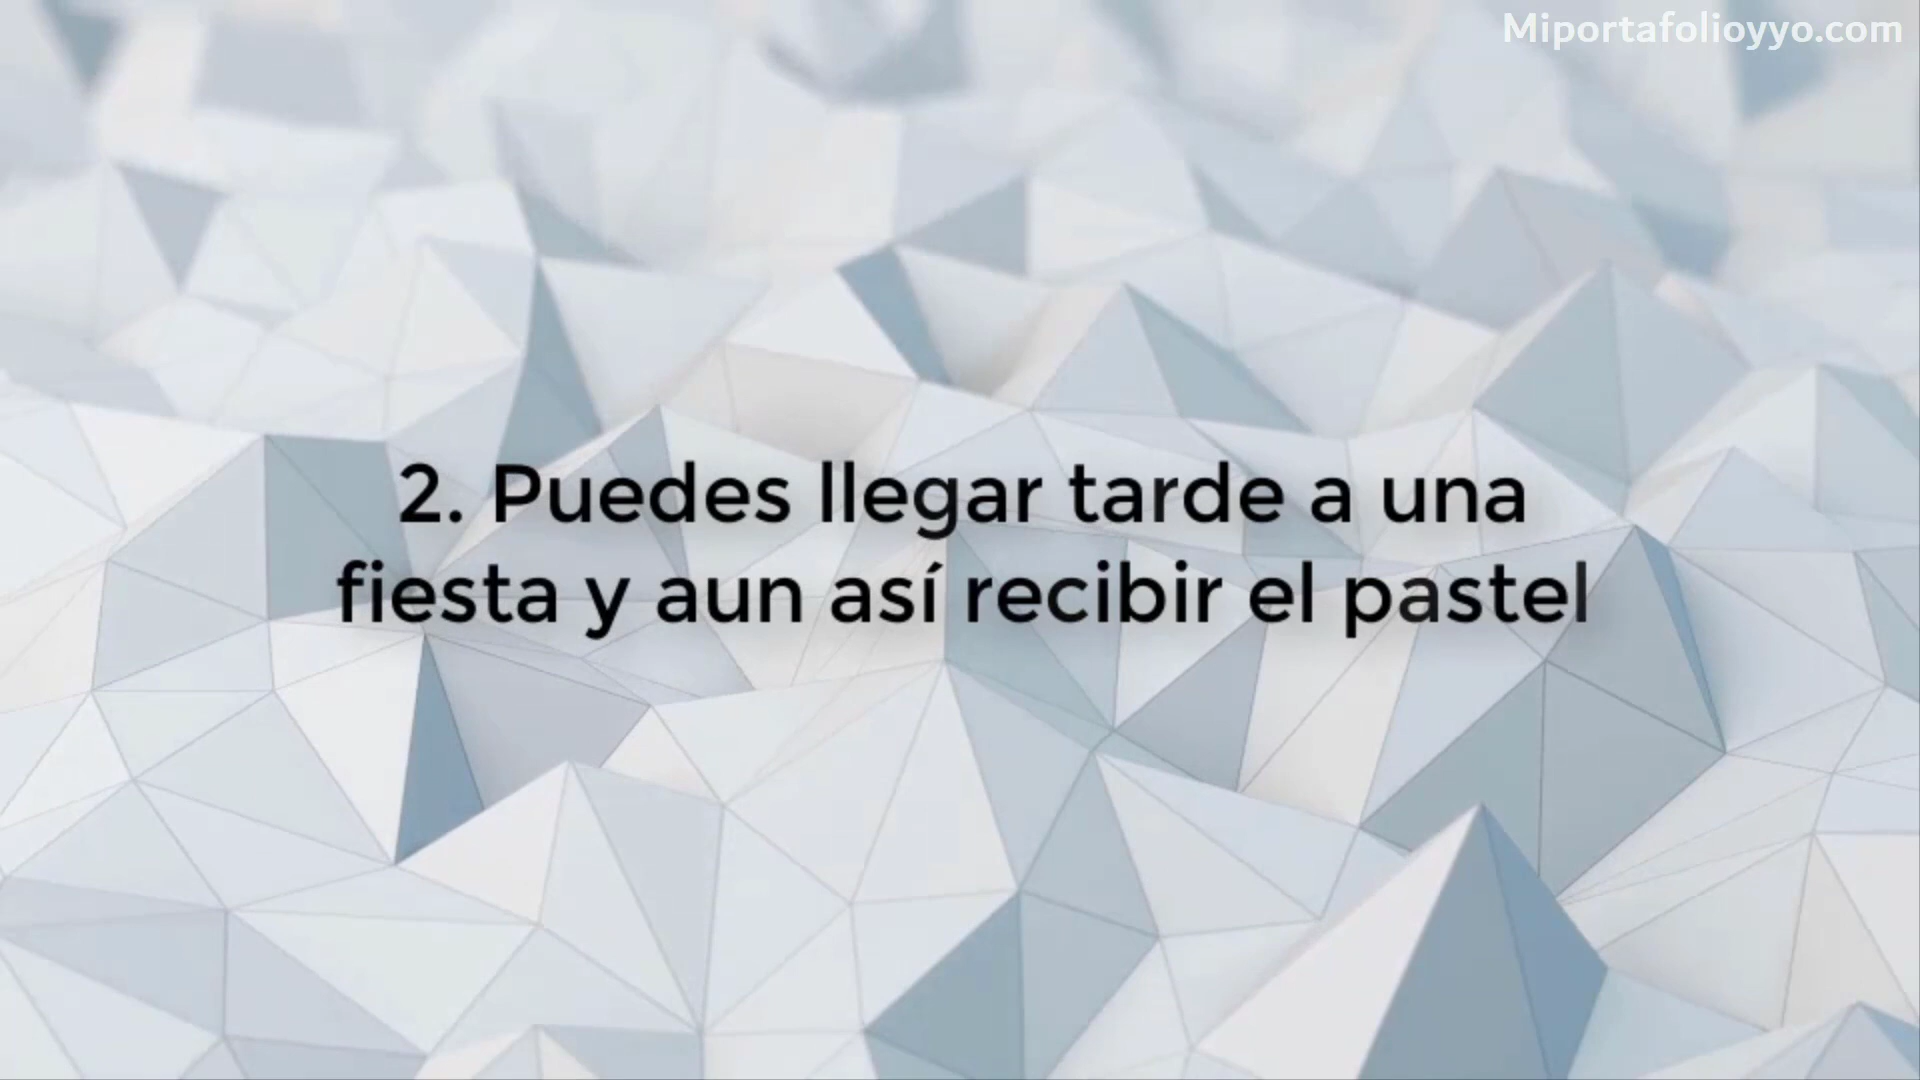 Miportafolioyyo.com
2. Puedes llegar tarde a una
fiesta y aun así recibir el pastel